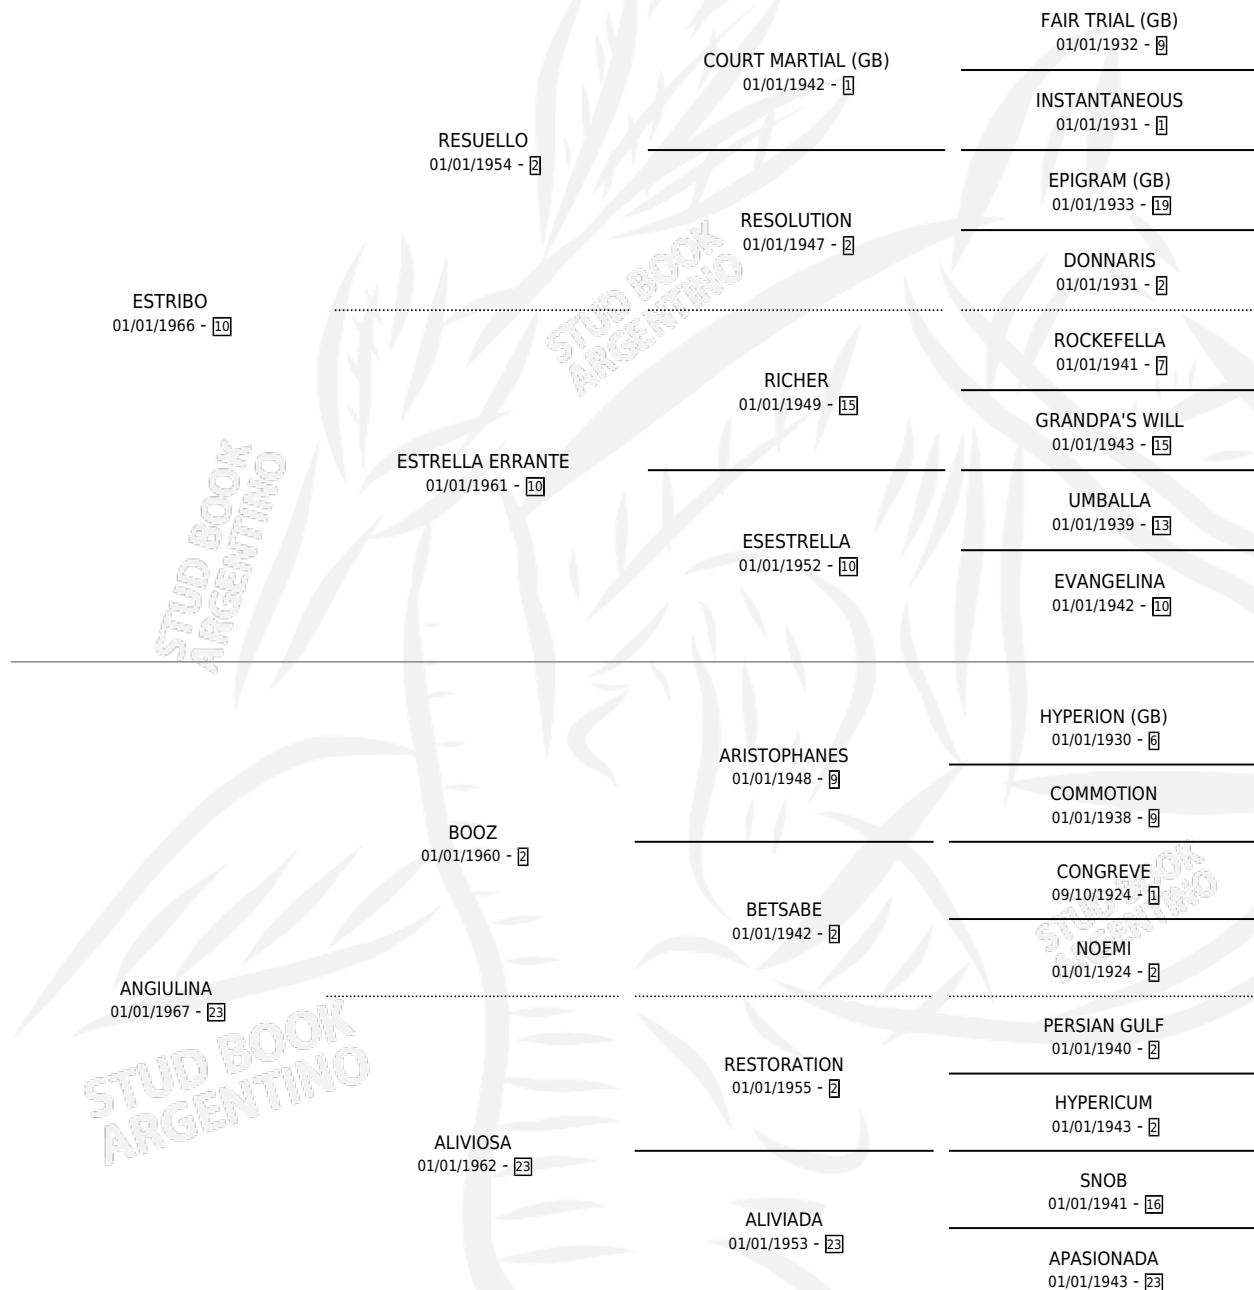 FAIR TRIAL (GB)
01/01/1932 - 9
COURT MARTIAL (GB)
01/01/1942 - 1
INSTANTANEOUS
01/01/1931 - 1
RESUELLO
01/01/1954 - 2
EPIGRAM (GB)
01/01/1933 - 19
RESOLUTION
01/01/1947 - 2
DONNARIS
01/01/1931 - 2
ESTRIBO
01/01/1966 - 10
ROCKEFELLA
01/01/1941 - 7
RICHER
01/01/1949 - 15
GRANDPA'S WILL
01/01/1943 - 15
ESTRELLA ERRANTE
01/01/1961 - 10
UMBALLA
01/01/1939 - 13
ESESTRELLA
01/01/1952 - 10
EVANGELINA
01/01/1942 - 10
HYPERION (GB)
01/01/1930 - 6
ARISTOPHANES
01/01/1948 - 9
COMMOTION
01/01/1938 - 9
BOOZ
01/01/1960 - 2
CONGREVE
09/10/1924 - 1
BETSABE
01/01/1942 - 2
NOEMI
01/01/1924 - 2
ANGIULINA
01/01/1967 - 23
PERSIAN GULF
01/01/1940 - 2
RESTORATION
01/01/1955 - 2
HYPERICUM
01/01/1943 - 2
ALIVIOSA
01/01/1962 - 23
SNOB
01/01/1941 - 16
ALIVIADA
01/01/1953 - 23
APASIONADA
01/01/1943 - 23
STUD BOOK
ARGENTINO
STUD BOOK
ARGENTINO
STUD BOOK
ARGENTINO
STUD BOOK
ARGENTINO